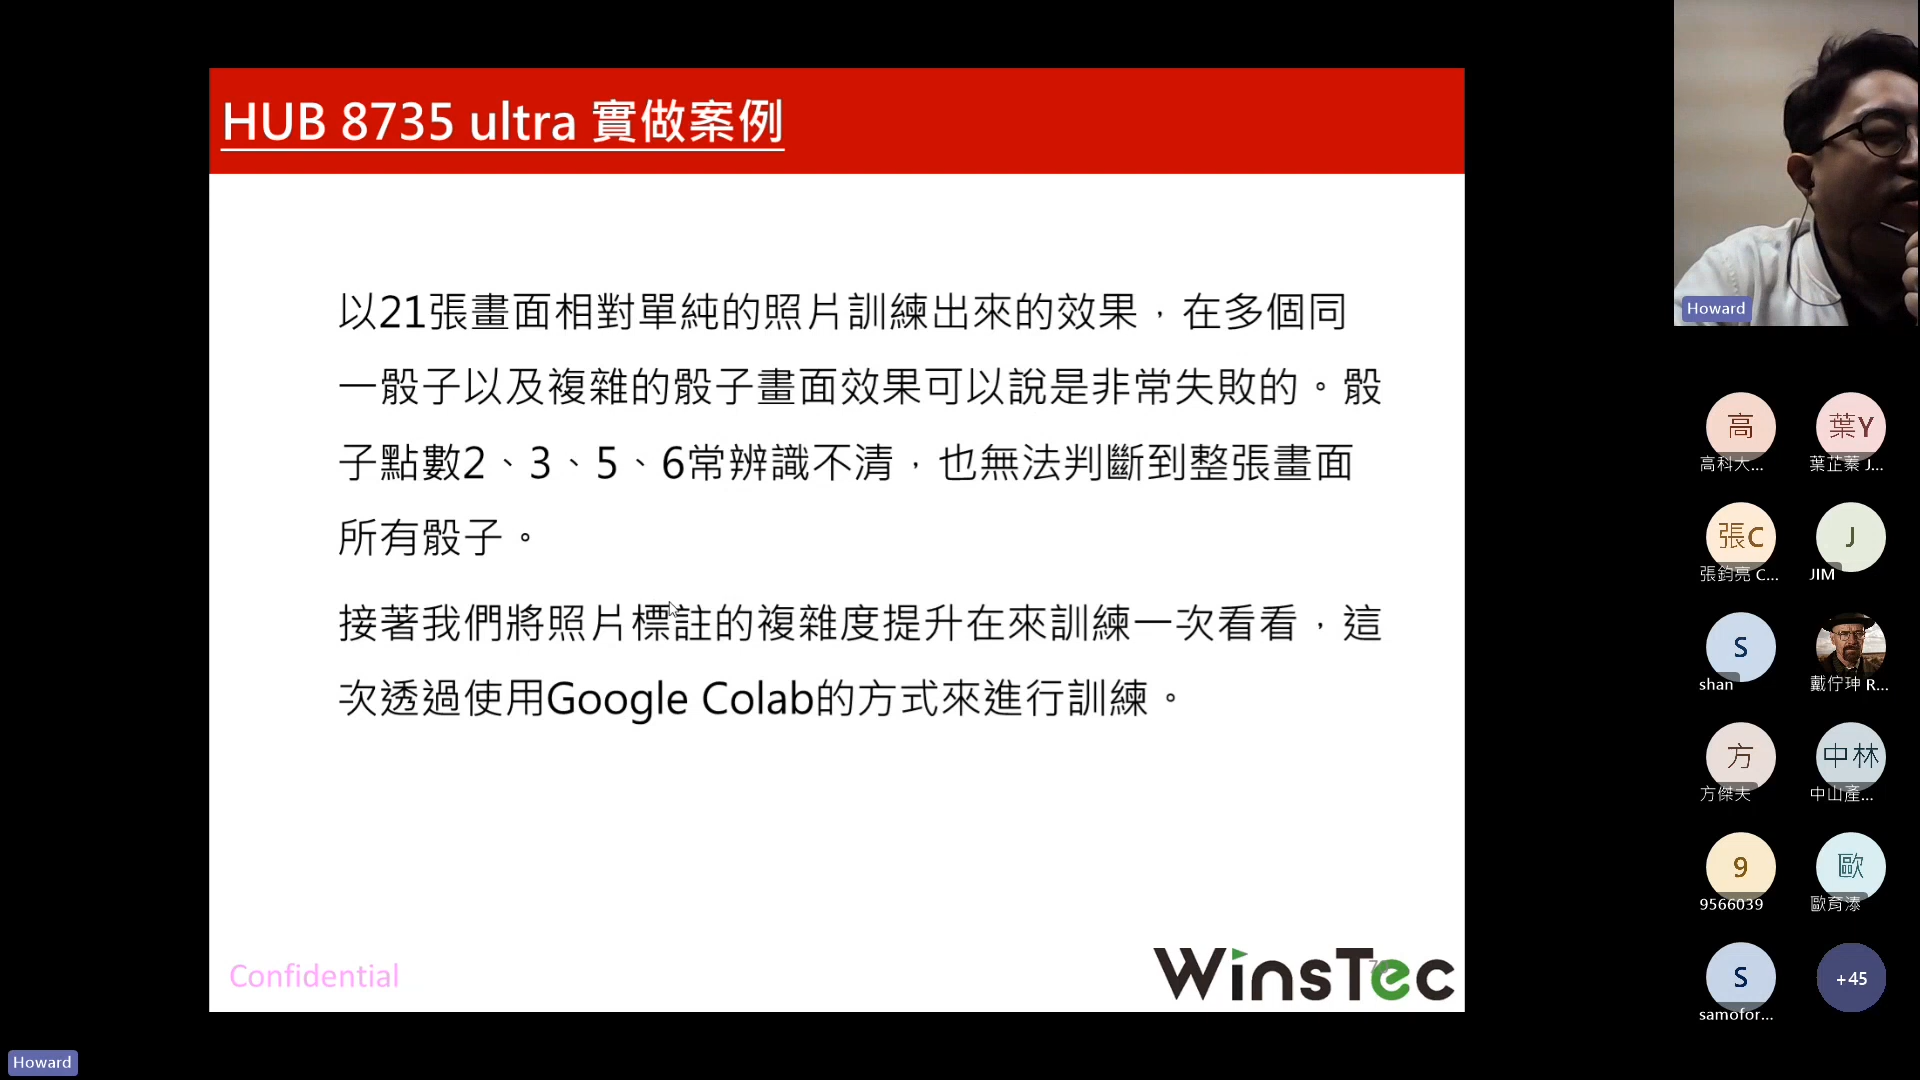 HUB 8735 ultra 實做案例
以21張畫面相對單純的照片訓練出來的效果，在多個同
一骰子以及複雜的骰子畫面效果可以說是非常失敗的。骰
子點數2、3、5、6常辨識不清，也無法判斷到整張畫面
所有骰子。
接著我們將照片標註的複雜度提升在來訓練一次看看，這
次透過使用Google Colab的方式來進行訓練。
Confidential
WinsTec
Howard
高
葉Y
高科大...
葉芷蓁 J...
張C
J
張鈞亮 C...
JIM
S
shan
戴佇珅 R...
方
中林
方傑夫
中山產...
9
歐
9566039
歐育溙
S
+45
samofor...
Howard